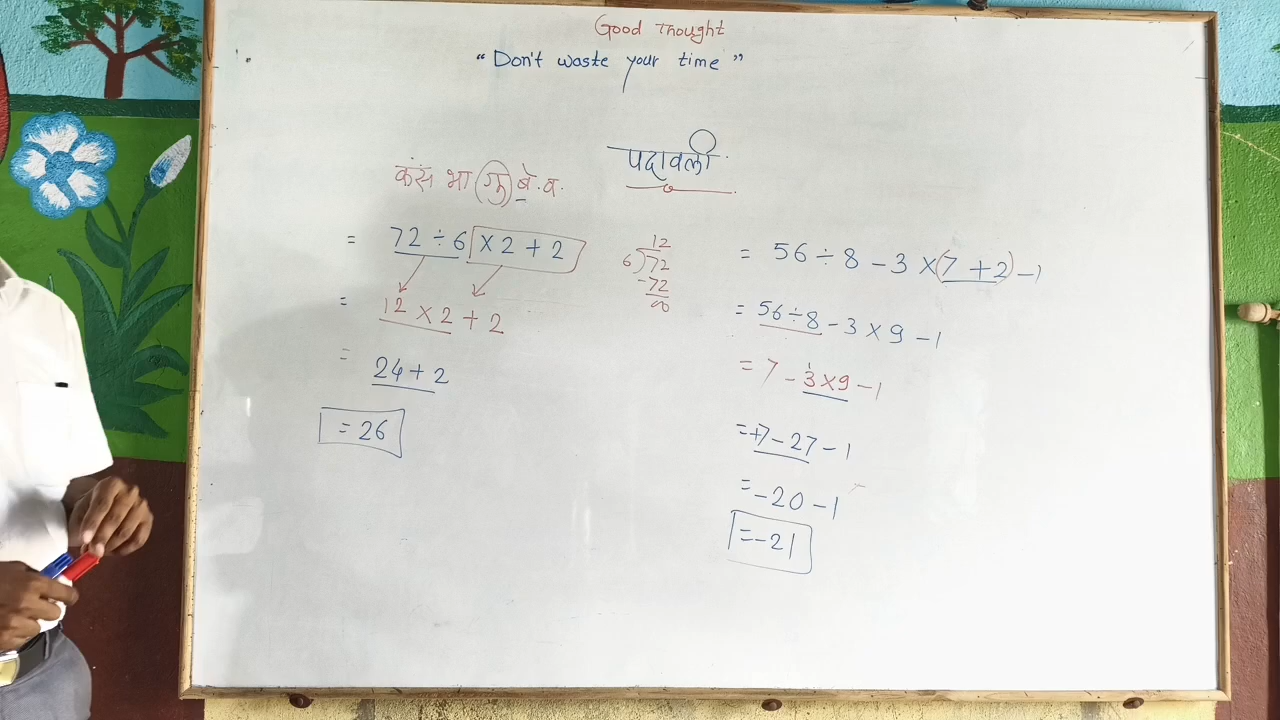 Good Thought
“ Don't waste your time ”
पदावली
कंस भा गु बे. व.
= 72 ÷ 6 × 2 + 2
= 12 × 2 + 2
= 24 + 2
= 26
12
6)72
-72
00
= 56 ÷ 8 - 3 × (7 + 2) - 1
= 56 ÷ 8 - 3 × 9 - 1
= 7 - 3 × 9 - 1
= +7 - 27 - 1
= -20 - 1
= -21